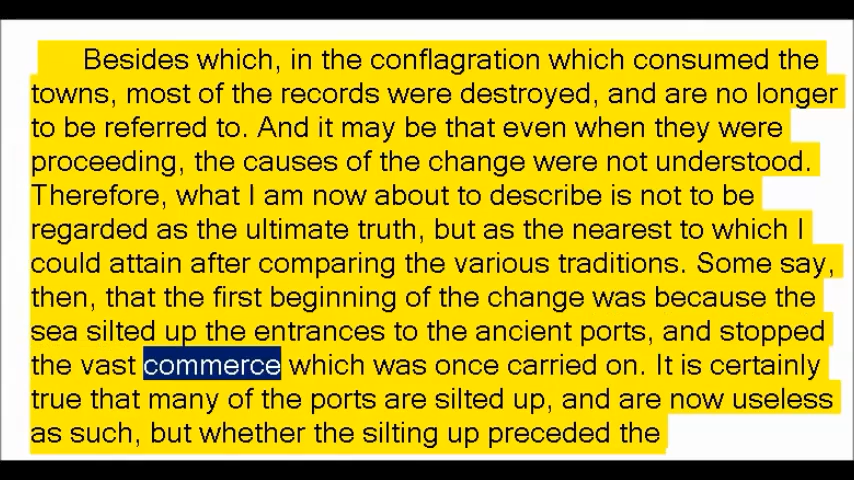 Besides which, in the conflagration which consumed the
towns, most of the records were destroyed, and are no longer
to be referred to. And it may be that even when they were
proceeding, the causes of the change were not understood.
Therefore, what I am now about to describe is not to be
regarded as the ultimate truth, but as the nearest to which I
could attain after comparing the various traditions. Some say,
then, that the first beginning of the change was because the
sea silted up the entrances to the ancient ports, and stopped
the vast commerce which was once carried on. It is certainly
true that many of the ports are silted up, and are now useless
as such, but whether the silting up preceded the